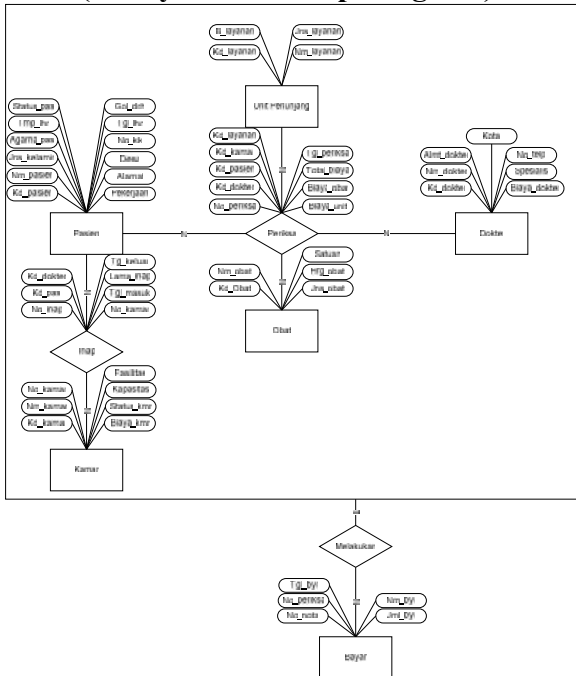 B_layanan
Jns_layanan
Kd_layanan
Nm_layanan
Unit Penunjang
Status_pas
Gol_drh
Tmp_lhr
Tgl_lhr
Agama_pas
No_kk
Jns_kelamin
Desu
Nm_pasien
Alamat
Kd_pasien
Pekerjaan
Pasien
Kd_layanan
Kd_kamar
Tgl_periksa
Kd_pasien
Total_biaya
Kd_dokter
Biaya_obat
No_periksa
Biaya_unit
Periksa
Kota
Almt_dokter
No_telp
Nm_dokter
Spesialis
Kd_dokter
Biaya_dokter
Dokter
N
N
Tg_keluar
Kd_dokter
Lama_inap
Kd_pas
Tgl_masuk
No_inap
No_kamar
Inap
Satuan
Nm_obat
Hrg_obat
Kd_Obat
Jns_obat
Obat
Fasilitas
No_kamar
Kapasitas
Nm_kamar
Status_kmr
Kd_kamar
Biaya_kmr
Kamar
Melakukan
Tgl_byr
No_periksa
Nm_byr
No_nota
Jml_byr
Bayar